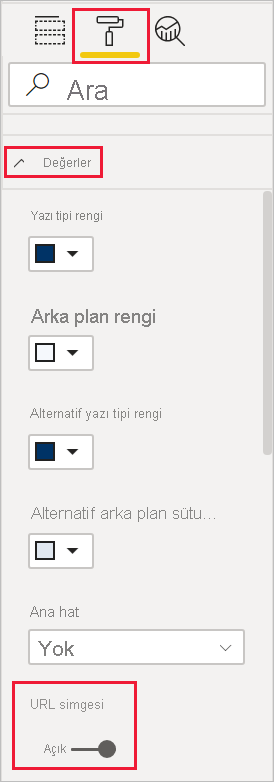 Ara
Değerler
Yazı tipi rengi
Arka plan rengi
Alternatif yazı tipi rengi
Alternatif arka plan sütu...
Ana hat
Yok
URL simgesi
Açık